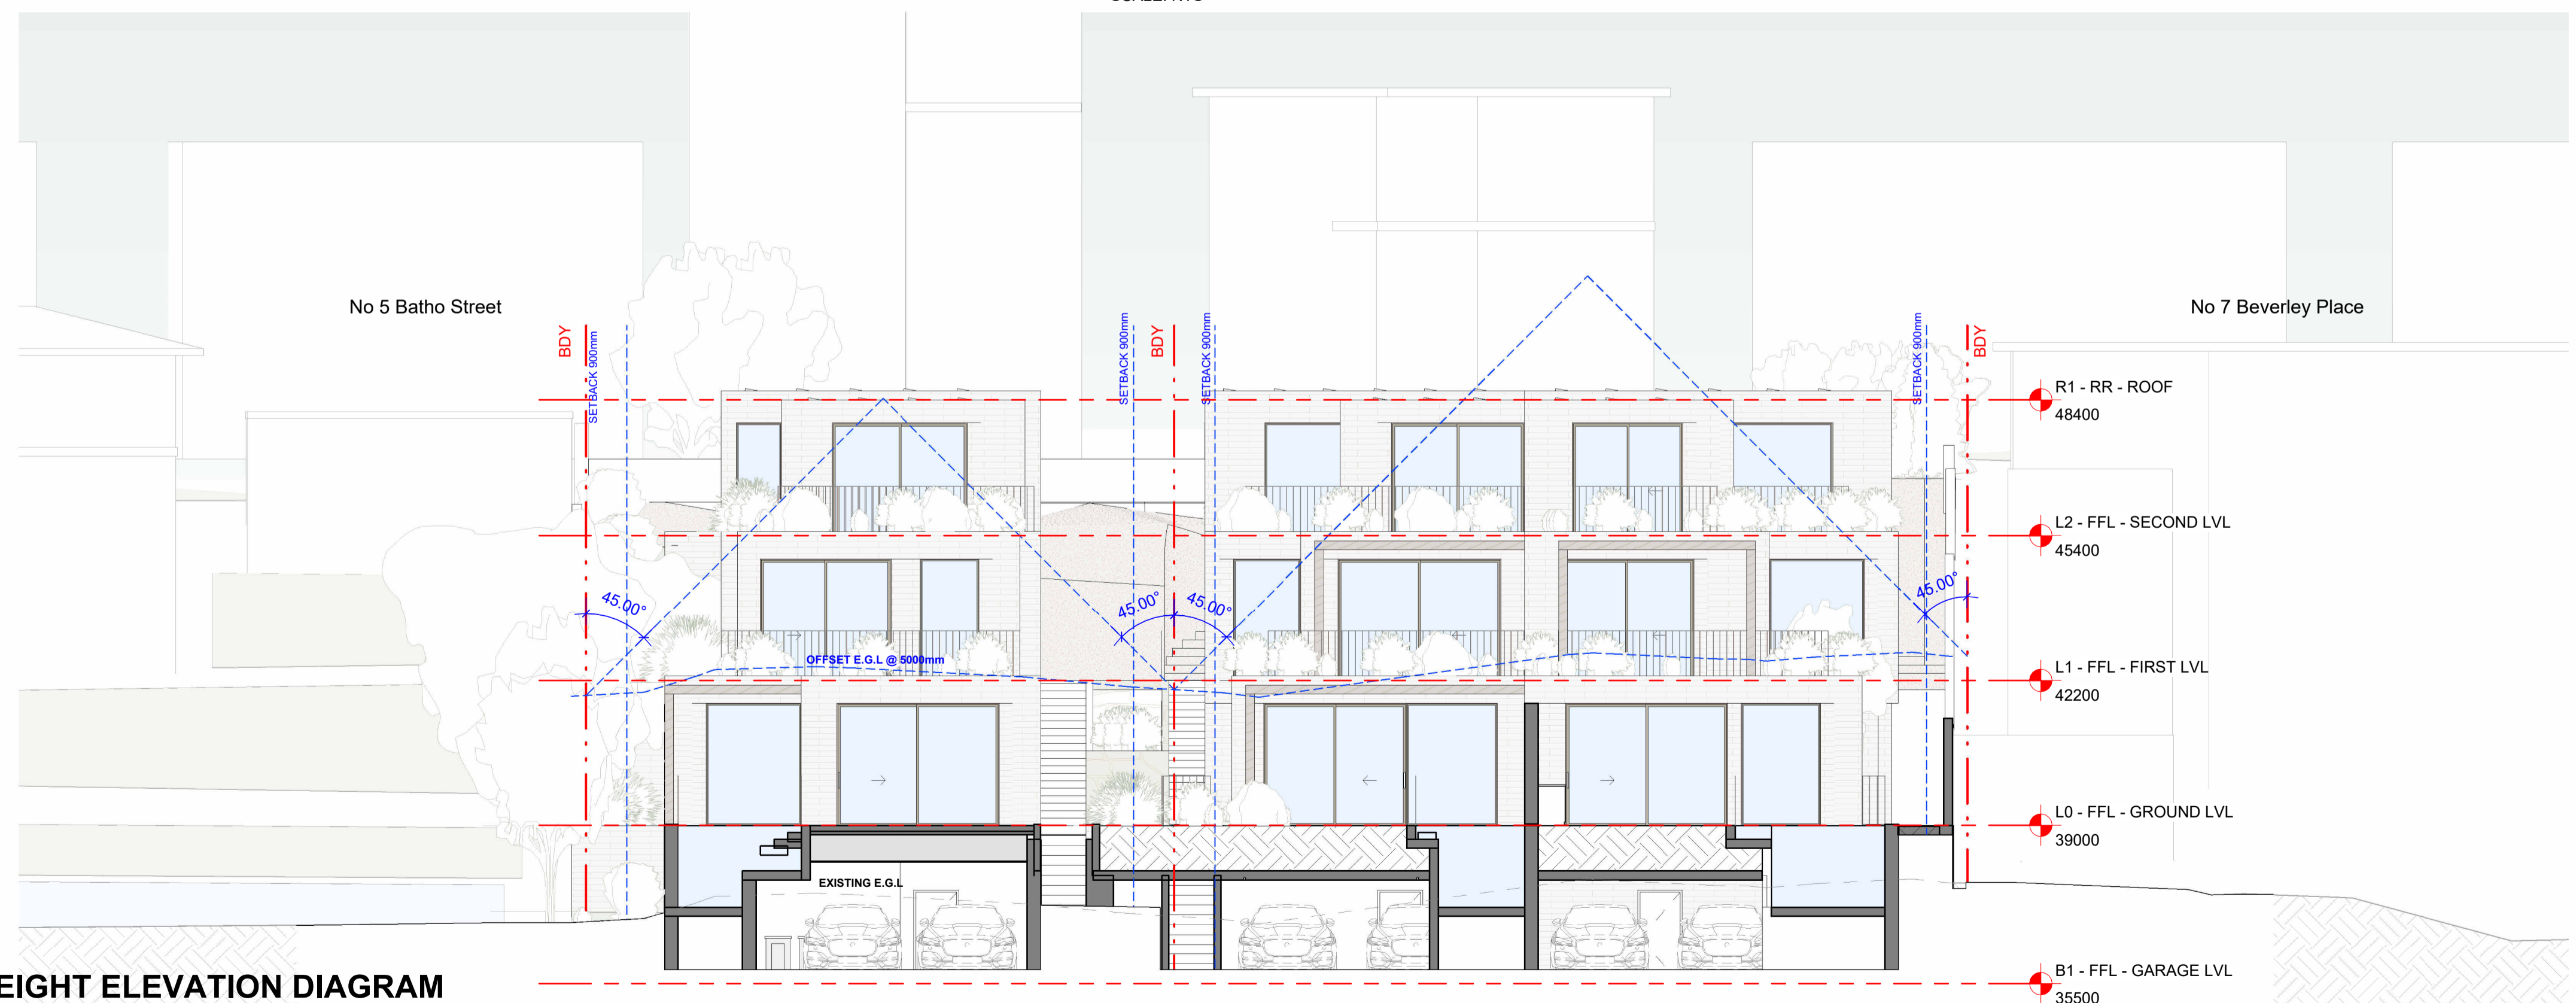 No 5 Batho Street
No 7 Beverley Place
BDY
SETBACK 900mm
SETBACK 900mm
BDY
SETBACK 900mm
SETBACK 900mm
BDY
R1 - RR - ROOF
48400
L2 - FFL - SECOND LVL
45400
45.00°
45.00°
45.00°
45.00°
OFFSET E.G.L @ 5000mm
L1 - FFL - FIRST LVL
42200
L0 - FFL - GROUND LVL
39000
EXISTING E.G.L
B1 - FFL - GARAGE LVL
35500
EIGHT ELEVATION DIAGRAM